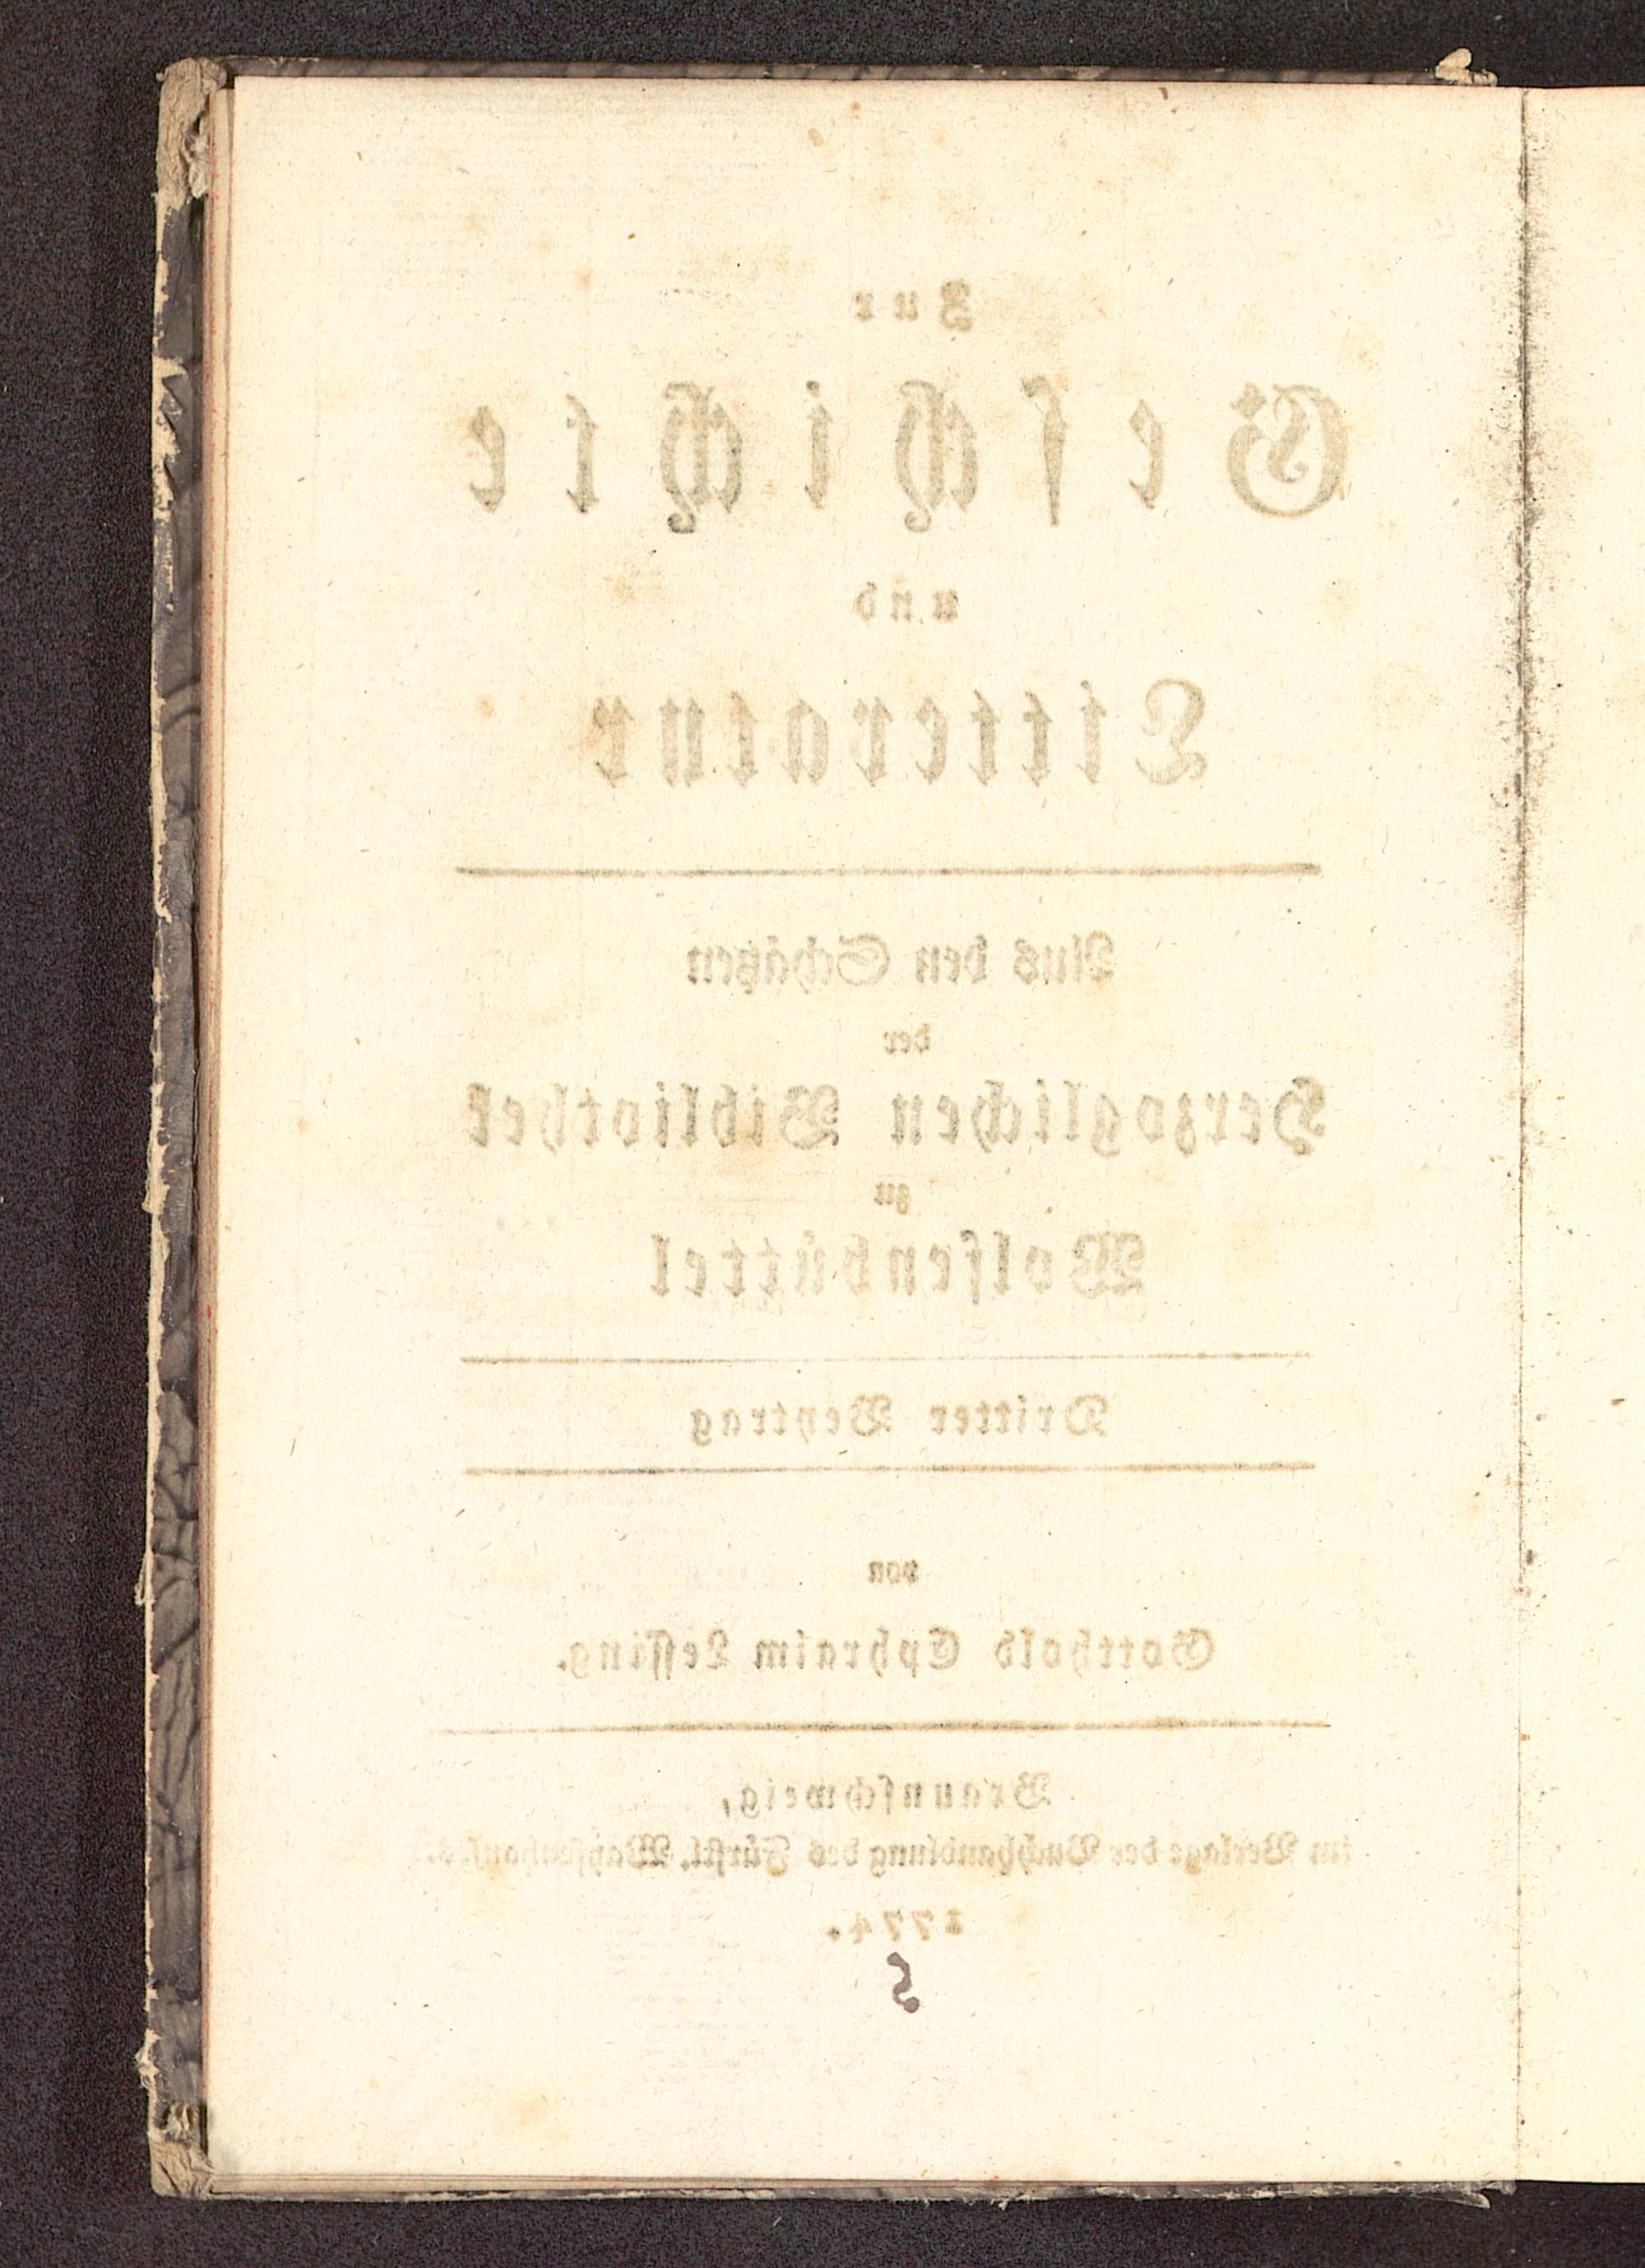 Zur
Geschichte
und
Litteratur
Aus den Schäzen
der
Herzoglichen Bibliothek
zu
Wolfenbüttel
Dritter Beytrag
von
Gotthold Ephraim Lessing.
Braunschweig,
im Verlage der Buchhandlung des Fürstl. Waysenhauses.
1774.